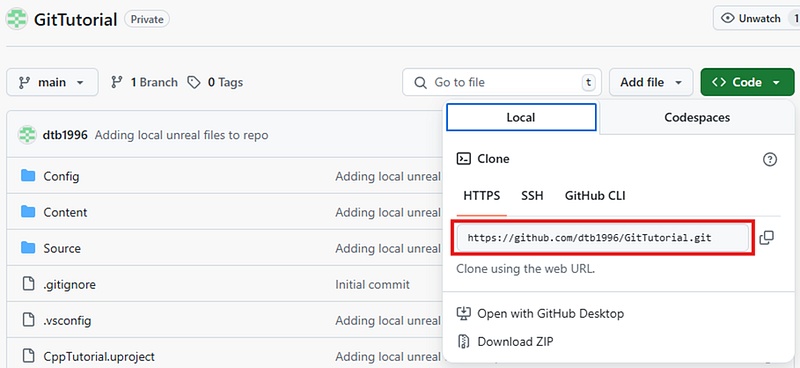 GitTutorial Private Unwatch 1
main 1 Branch 0 Tags Go to file t Add file <> Code
Local Codespaces
dtb1996 Adding local unreal files to repo
Clone
Config Adding local unreal
HTTPS SSH GitHub CLI
Content Adding local unreal
https://github.com/dtb1996/GitTutorial.git
Source Adding local unreal
Clone using the web URL.
.gitignore Initial commit
Open with GitHub Desktop
.vsconfig Adding local unreal
Download ZIP
CppTutorial.uproject Adding local unreal